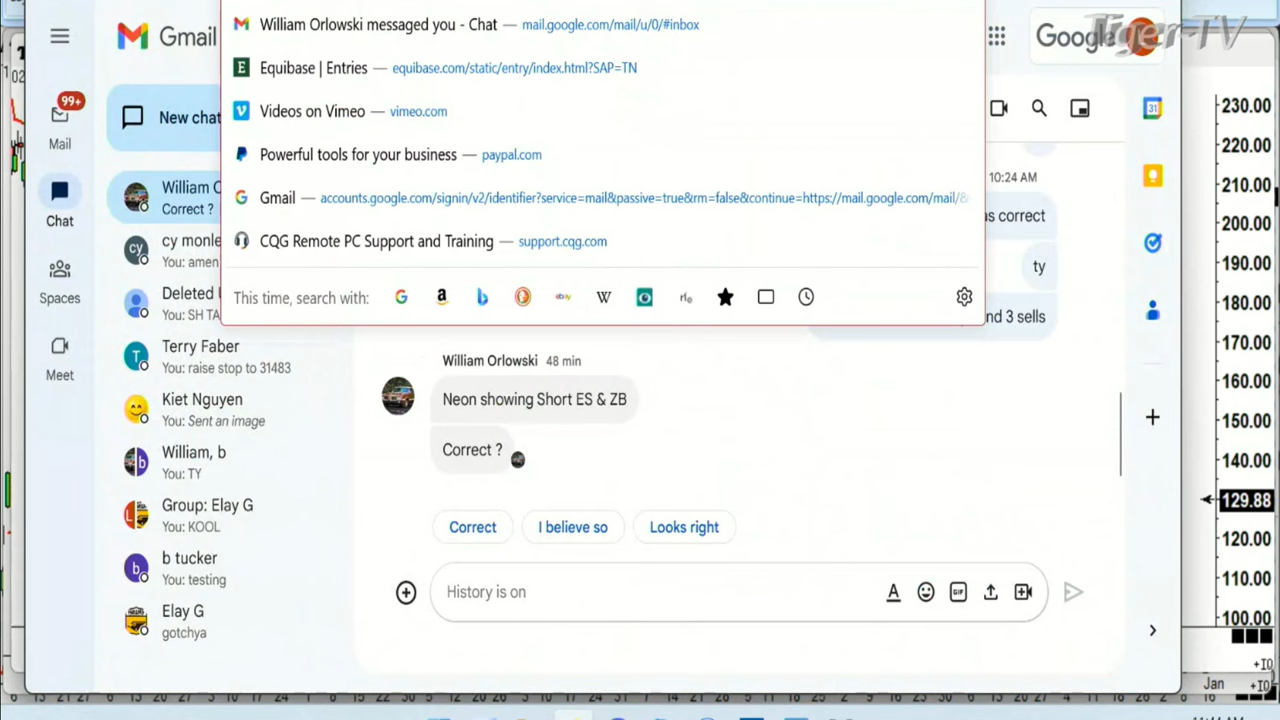 William Orlowski messaged you - Chat — mail.google.com/mail/u/0/#inbox
Tiger-TV
Gmail
Google
Equibase | Entries — equibase.com/static/entry/index.html?SAP=TN
99+
Mail
New chat
Videos on Vimeo — vimeo.com
31
230.00
220.00
Powerful tools for your business — paypal.com
10:24 AM
210.00
Chat
William O
Correct ?
Gmail — accounts.google.com/signin/v2/identifier?service=mail&passive=true&rm=false&continue=https://mail.google.com/mail/&
as correct
200.00
cy
cy monle
You: amen
CQG Remote PC Support and Training — support.cqg.com
ty
190.00
Spaces
Deleted U
You: SH TA
This time, search with:
nd 3 sells
180.00
Meet
T
Terry Faber
You: raise stop to 31483
William Orlowski 48 min
170.00
Kiet Nguyen
You: Sent an image
Neon showing Short ES & ZB
160.00
150.00
b
William, b
You: TY
Correct ?
140.00
Group: Elay G
You: KOOL
Correct
I believe so
Looks right
129.88
120.00
b
b tucker
You: testing
History is on
GIF
110.00
Elay G
gotchya
100.00
+IO
Jan
+IO